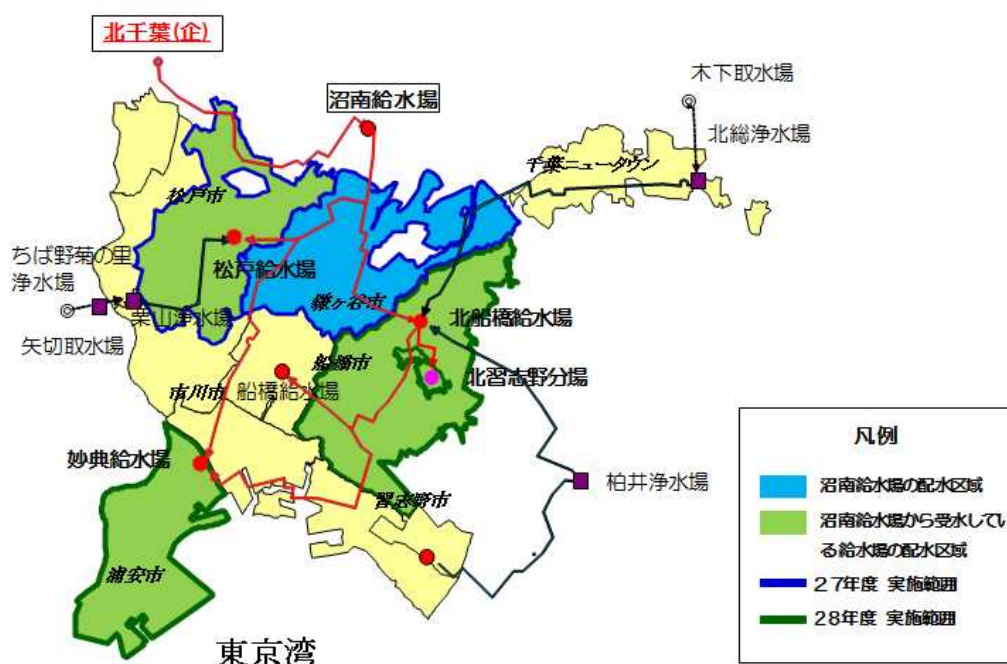 北千葉(企)
木下取水場
沼南給水場
北総浄水場
千葉ニュータウン
松戸市
ちば野菊の里
浄水場
松戸給水場
栗山浄水場
鎌ヶ谷市
北船橋給水場
矢切取水場
船橋市
北習志野分場
市川市
船橋給水場
妙典給水場
習志野市
柏井浄水場
浦安市
東京湾
凡例
沼南給水場の配水区域
沼南給水場から受水してい
る給水場の配水区域
27年度 実施範囲
28年度 実施範囲